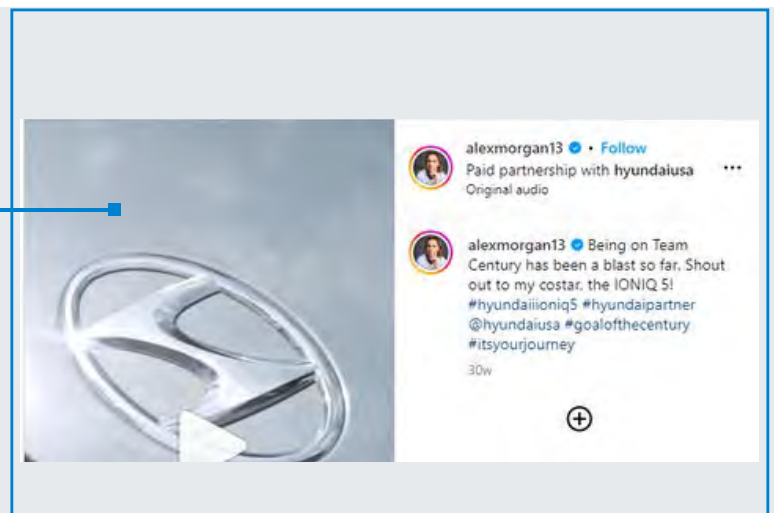 alexmorgan13 • Follow
Paid partnership with hyundaiusa
Original audio
alexmorgan13 Being on Team
Century has been a blast so far. Shout
out to my costar, the IONIQ 5!
#hyundaiiioniq5 #hyundaipartner
@hyundaiusa #goalofthecentury
#itsyourjourney
30w